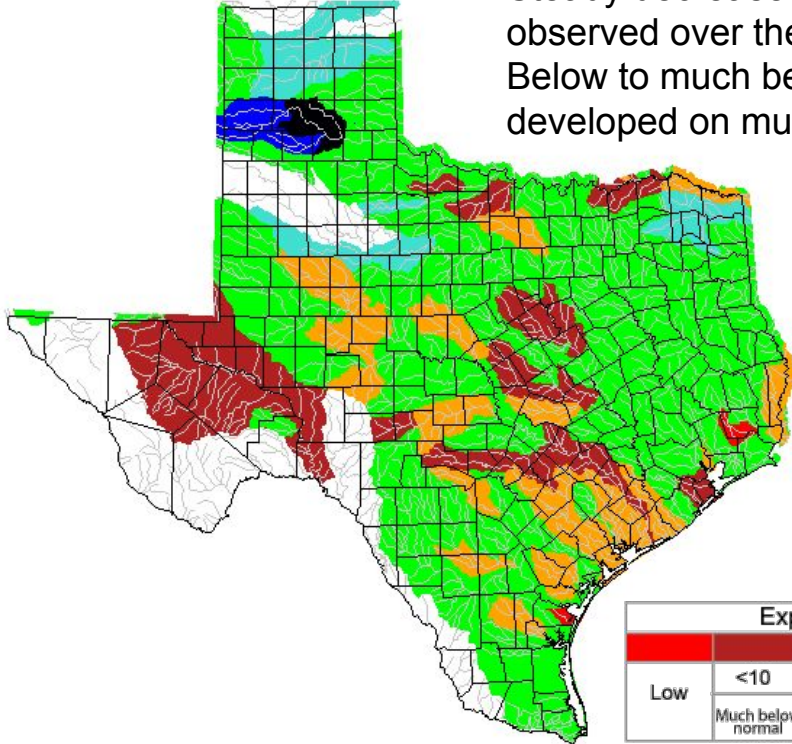 observed over the
Below to much be
developed on mu
Exp
Low
<10
Much below
normal